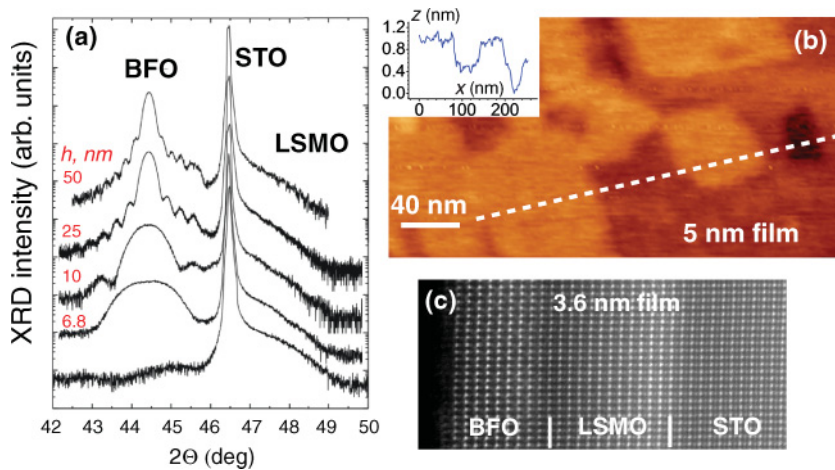 (a)
BFO
STO
LSMO
h, nm
50
25
10
6.8
XRD intensity (arb. units)
42 43 44 45 46 47 48 49 50
2Θ (deg)
z (nm)
1.2
0.8
0.4
0.0
0 100 200
x (nm)
(b)
40 nm
5 nm film
(c)
3.6 nm film
BFO LSMO STO